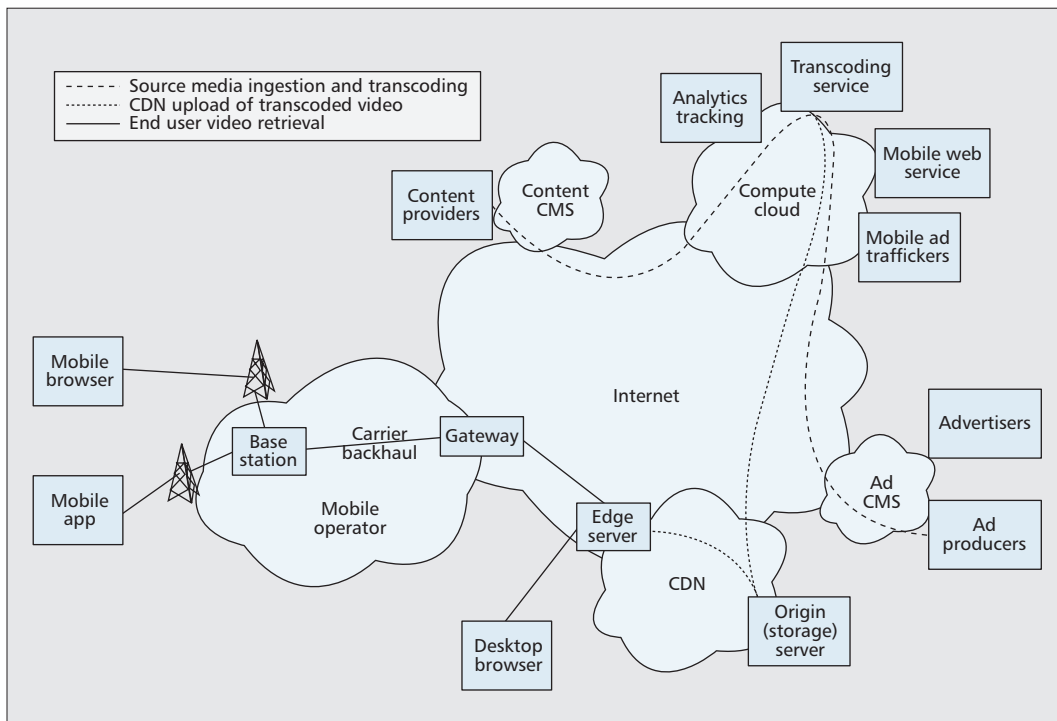 Source media ingestion and transcoding
CDN upload of transcoded video
End user video retrieval
Transcoding
service
Analytics
tracking
Mobile web
service
Content
providers
Content
CMS
Compute
cloud
Mobile ad
traffickers
Mobile
browser
Internet
Advertisers
Base
station
Carrier
backhaul
Gateway
Mobile
app
Mobile
operator
Ad
CMS
Edge
server
Ad
producers
CDN
Desktop
browser
Origin
(storage)
server